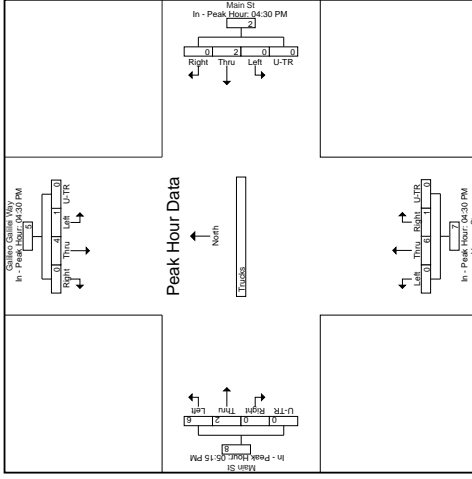 Main St
In - Peak Hour: 04:30 PM
2
0 2 0 0
Right Thru Left U-TR
Galileo Galilei Way
In - Peak Hour: 04:30 PM
5
0 4 1 0
Right Thru Left U-TR
Peak Hour Data
North
Trucks
Left Thru Right U-TR
0 6 1 0
7
In - Peak Hour: 04:30 PM
U-TR Right Thru Left
0 0 2 6
8
In - Peak Hour: 05:15 PM
Main St